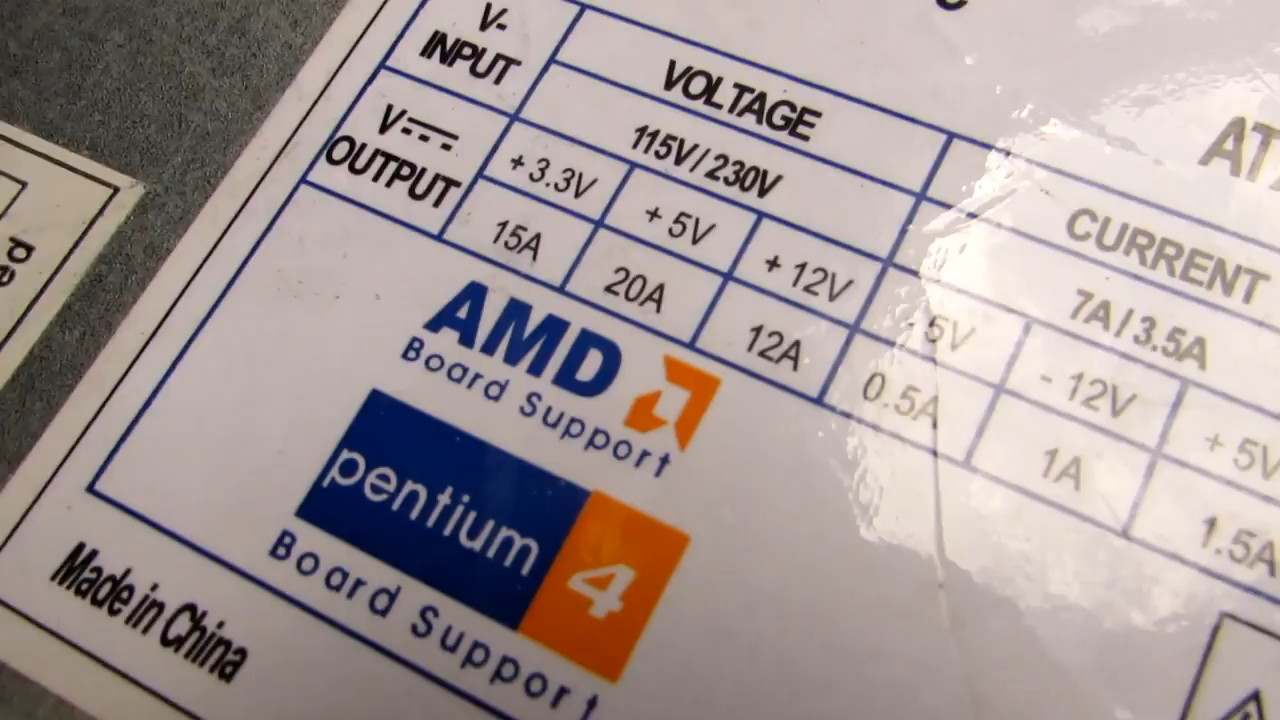 V-
INPUT
VOLTAGE
CURRENT
115V / 230V
7A / 3.5A
V
OUTPUT
+3.3V
+ 5V
+ 12V
- 5V
- 12V
+ 5V
15A
20A
12A
0.5A
1A
1.5A
AMD
Board Support
pentium 4
Board Support
Made in China
ed